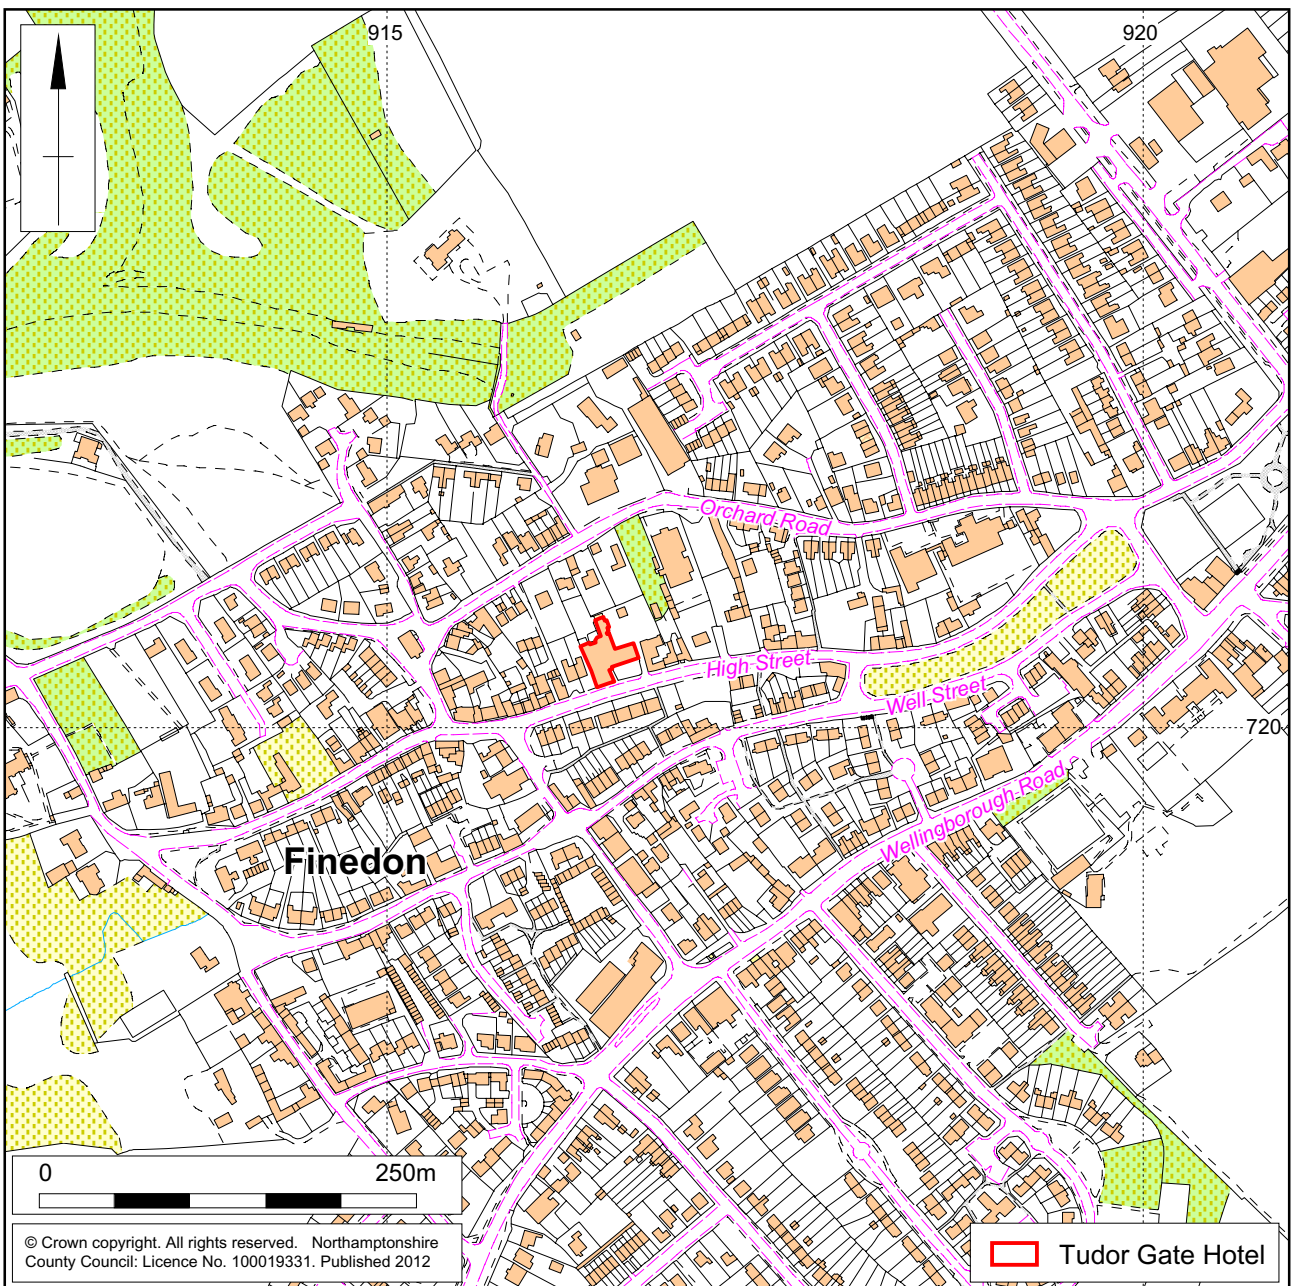 915
920
Orchard Road
High Street
Well Street
720
Wellingborough Road
Finedon
0 250m
© Crown copyright. All rights reserved. Northamptonshire
County Council: Licence No. 100019331. Published 2012
Tudor Gate Hotel